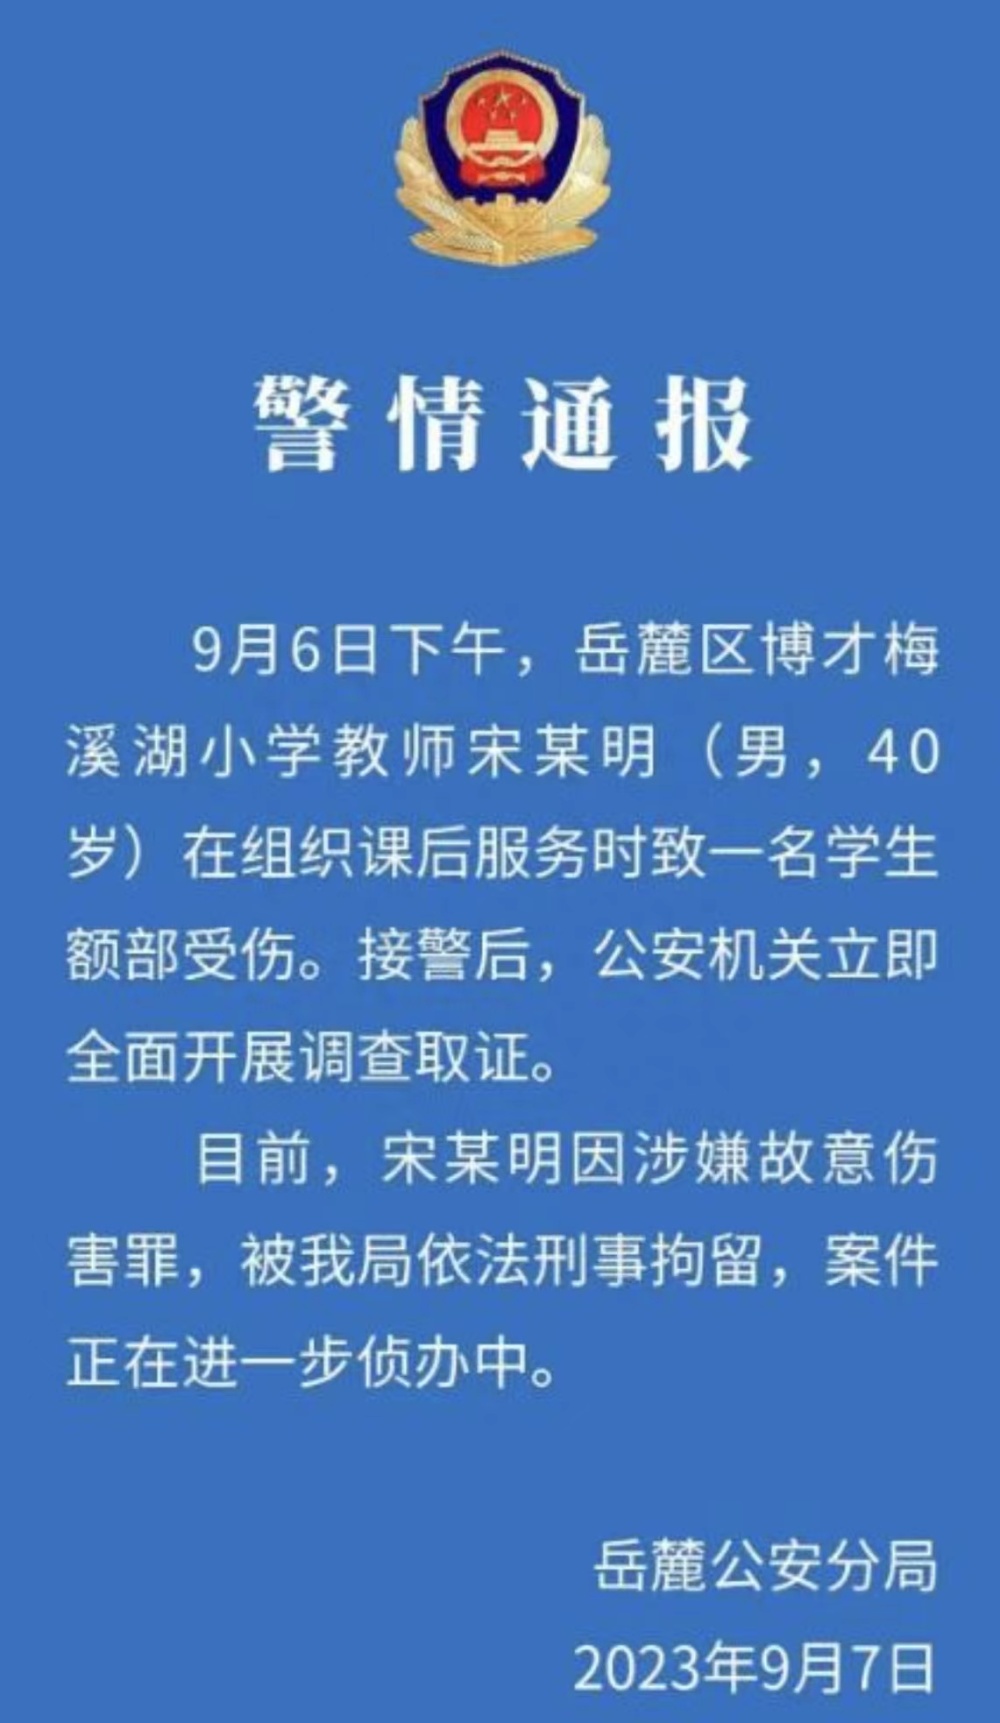 警情通报
9月6日下午，岳麓区博才梅
溪湖小学教师宋某明（男，40
岁）在组织课后服务时致一名学生
额部受伤。接警后，公安机关立即
全面开展调查取证。
目前，宋某明因涉嫌故意伤
害罪，被我局依法刑事拘留，案件
正在进一步侦办中。
岳麓公安分局
2023年9月7日